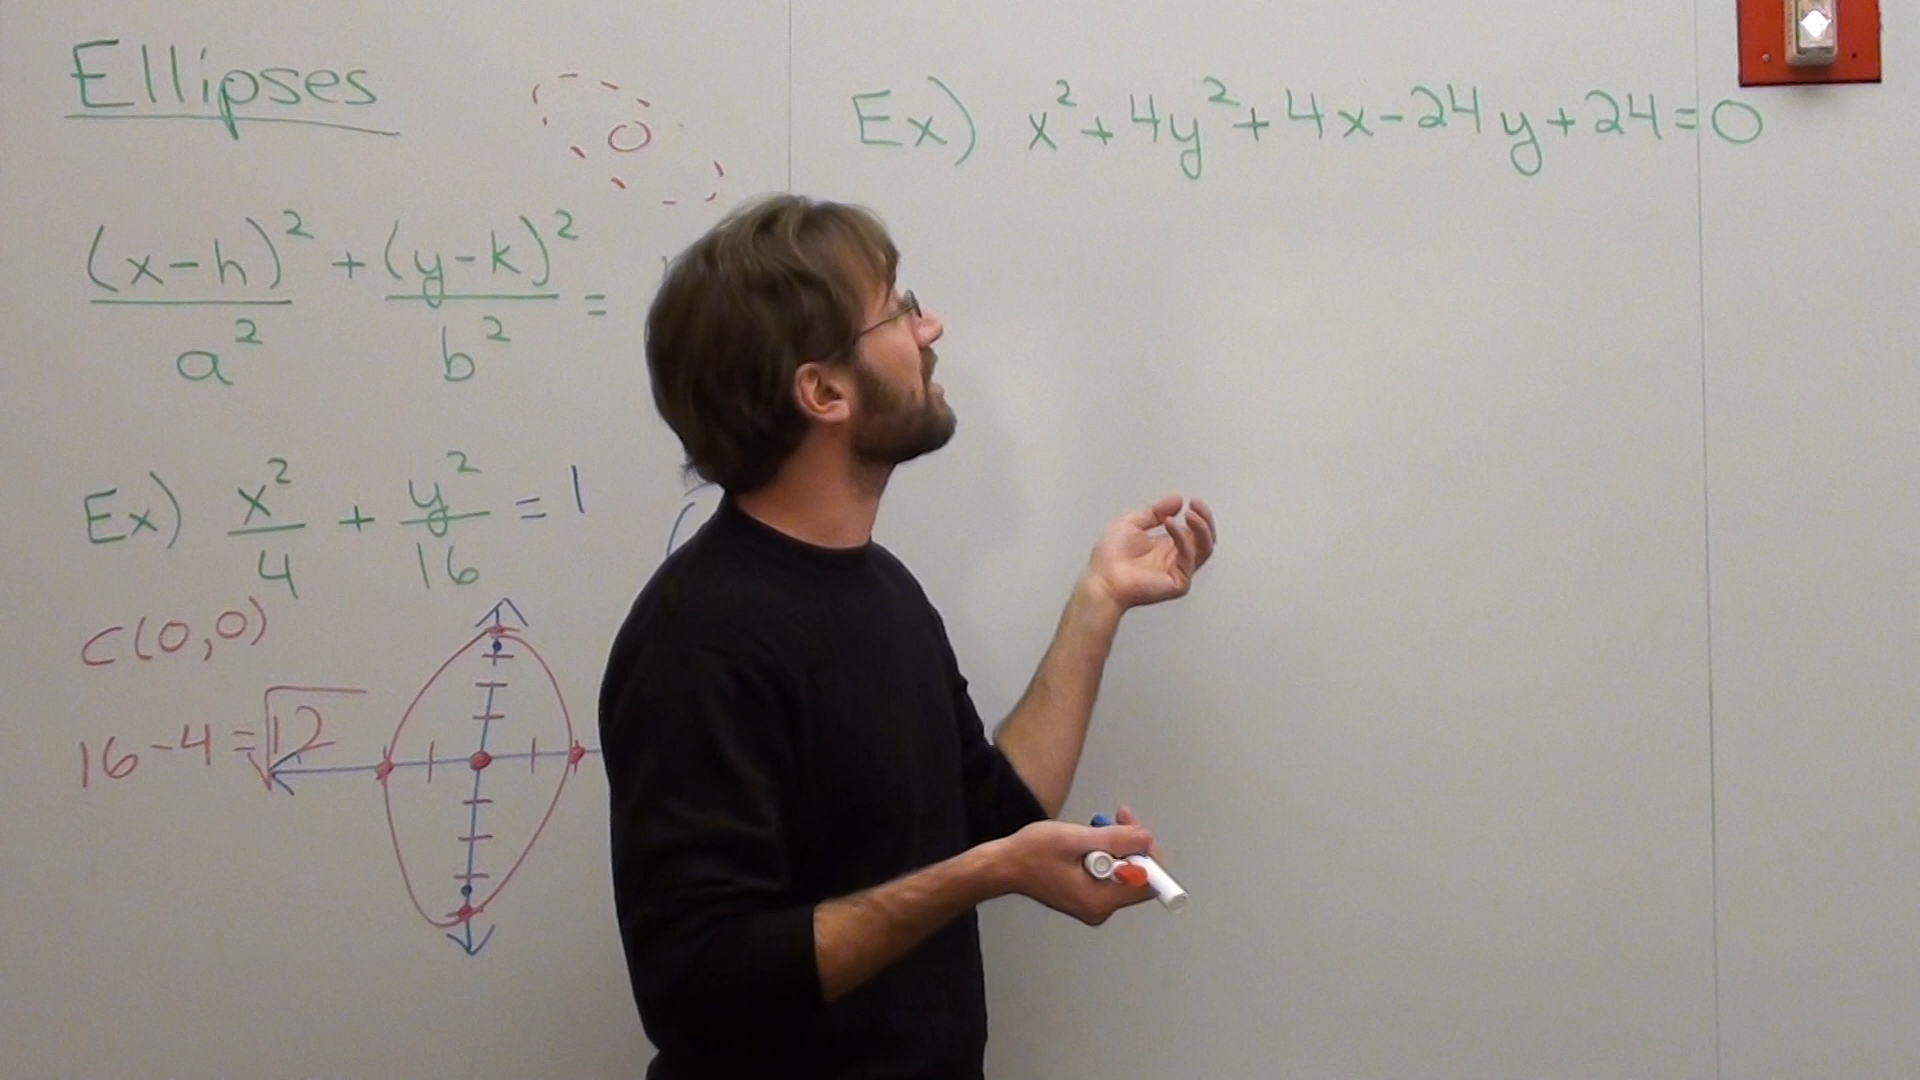 Ellipses
(x-h)² + (y-k)² =
a² b²
Ex) x² + y² = 1
4 16
C(0,0)
16-4=√12
Ex) x²+4y²+4x-24y+24=0